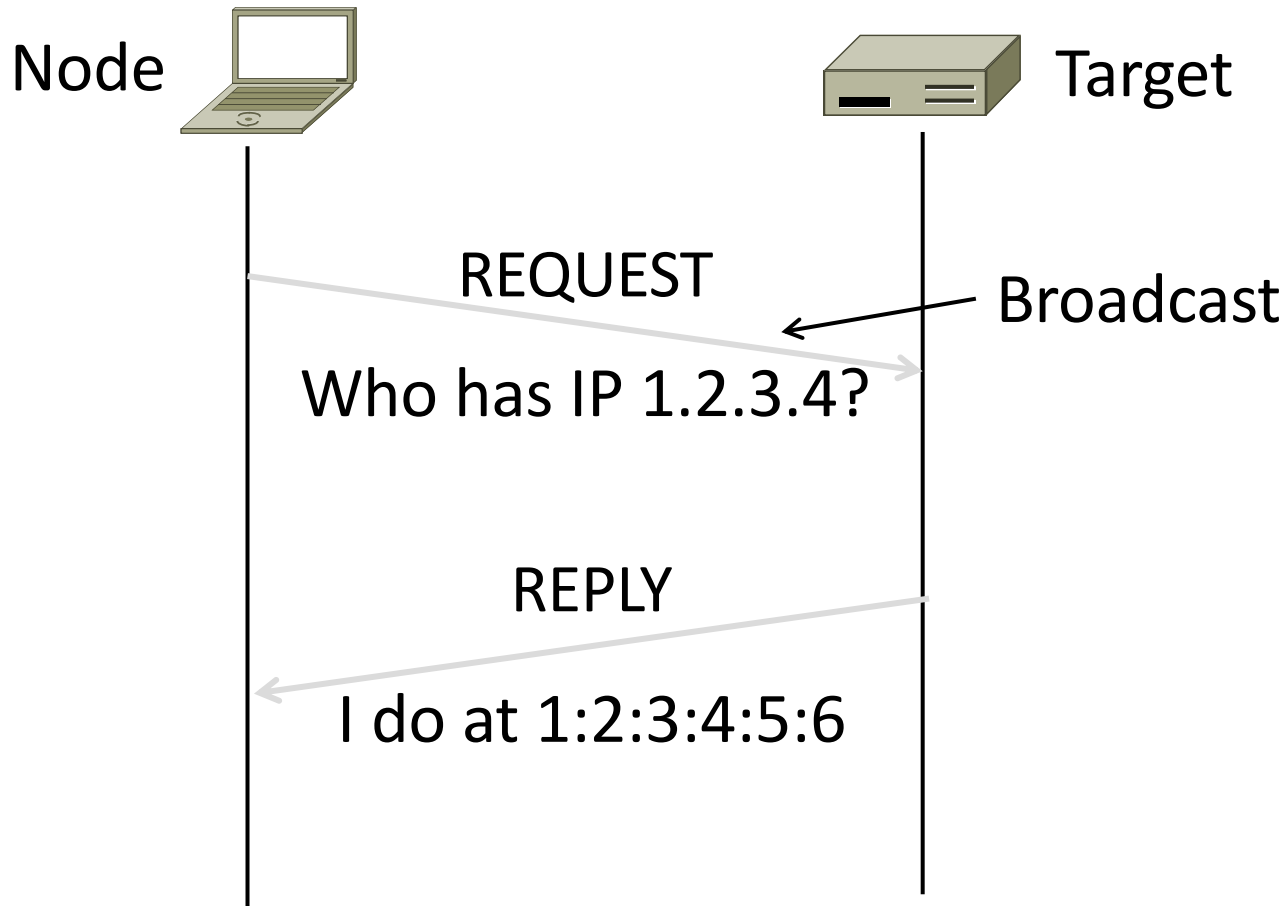 Node
Target
REQUEST
Broadcast
Who has IP 1.2.3.4?
REPLY
I do at 1:2:3:4:5:6